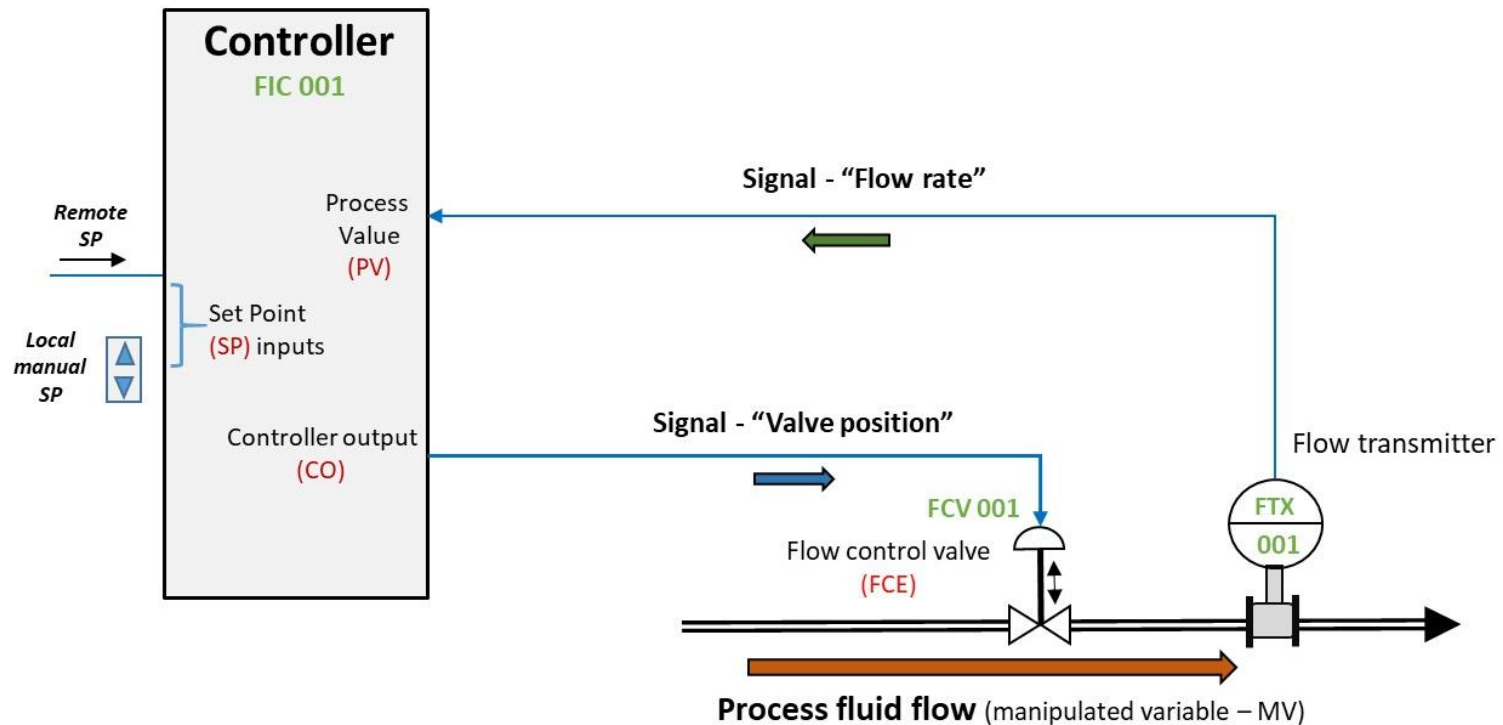 Controller
FIC 001
Signal - “Flow rate”
Process
Value
(PV)
Remote
SP
Set Point
(SP) inputs
Local
manual
SP
Signal - “Valve position”
Controller output
(CO)
Flow transmitter
FCV 001
FTX
001
Flow control valve
(FCE)
Process fluid flow (manipulated variable – MV)